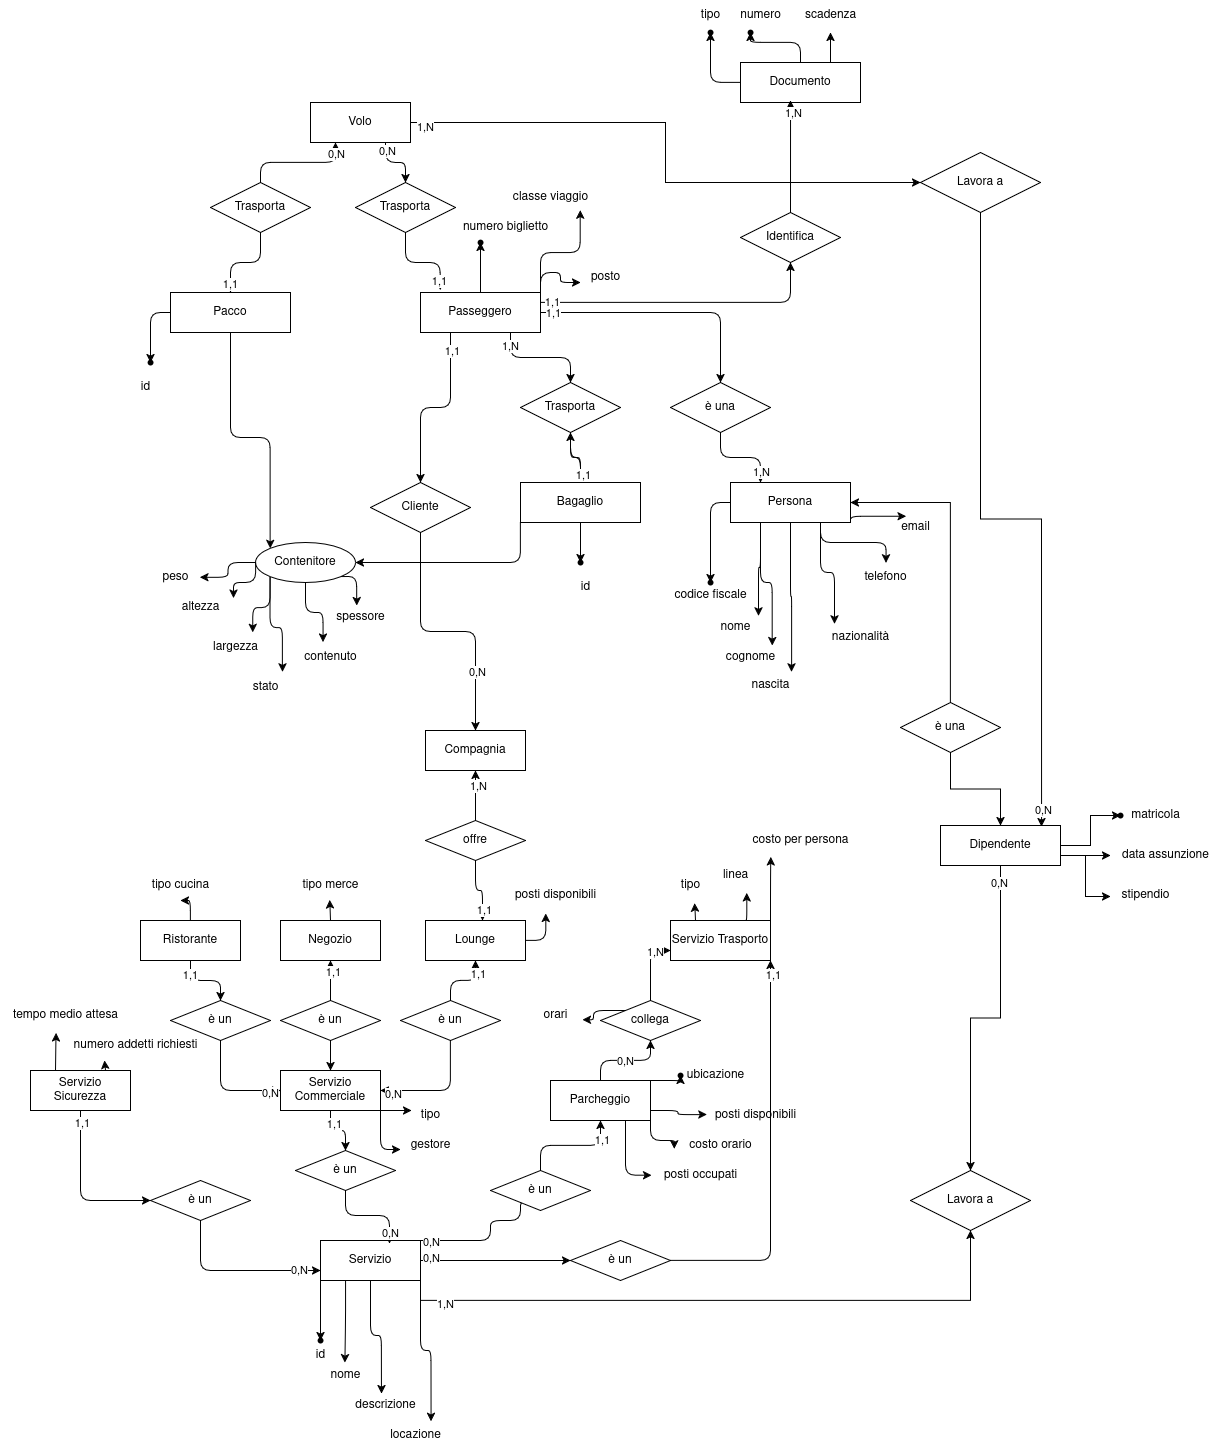 tipo
numero
scadenza
Documento
Volo
1,N
1,N
0,N
0,N
Lavora a
Trasporta
Trasporta
classe viaggio
numero biglietto
Identifica
posto
1,1
1,1
Pacco
Passeggero
1,1
1,1
1,1
1,N
id
Trasporta
è una
1,1
1,N
Cliente
Bagaglio
Persona
email
Contenitore
peso
altezza
id
telefono
codice fiscale
spessore
nome
nazionalità
largezza
contenuto
cognome
stato
nascita
0,N
è una
Compagnia
1,N
0,N
matricola
offre
costo per persona
Dipendente
data assunzione
linea
tipo cucina
tipo merce
tipo
0,N
posti disponibili
stipendio
1,1
Ristorante
Negozio
Lounge
Servizio Trasporto
1,N
1,1
1,1
1,1
1,1
tempo medio attesa
orari
è un
è un
è un
collega
numero addetti richiesti
0,N
ubicazione
Servizio
Sicurezza
Servizio
Commerciale
0,N
0,N
Parcheggio
tipo
posti disponibili
1,1
1,1
gestore
1,1
costo orario
è un
posti occupati
è un
è un
Lavora a
0,N
0,N
Servizio
0,N
è un
0,N
1,N
id
nome
descrizione
locazione